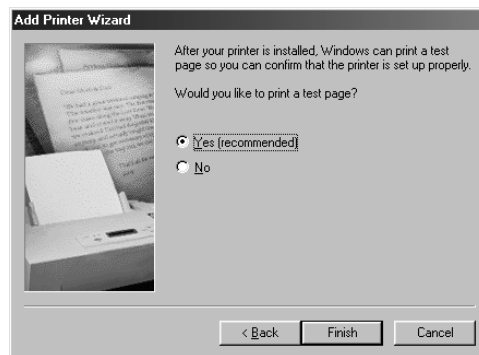 Add Printer Wizard
After your printer is installed, Windows can print a test
page so you can confirm that the printer is set up properly.
Would you like to print a test page?
Yes (recommended)
No
< Back
Finish
Cancel